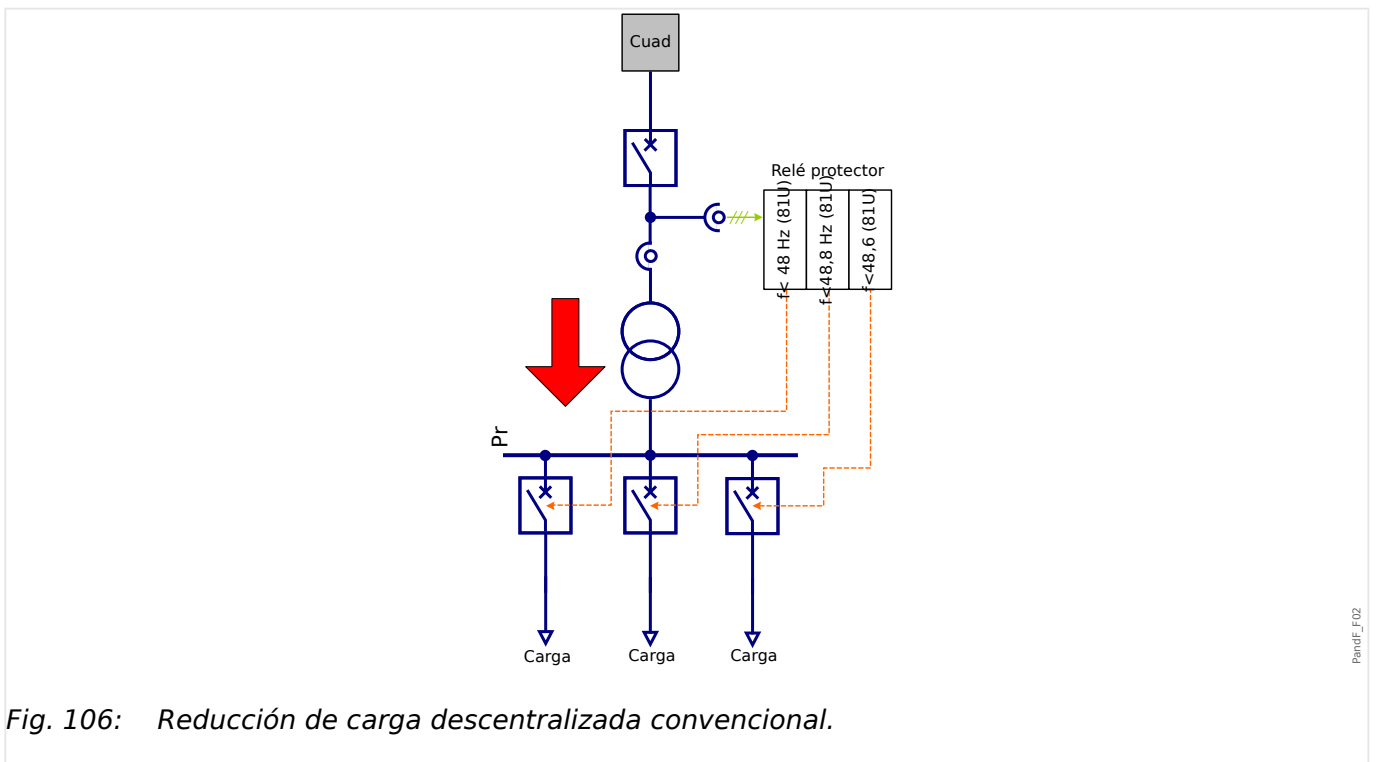 Cuad
Relé protector
f< 48 Hz (81U)
f<48,8 Hz (81U)
f<48,6 (81U)
Pr
Carga
Carga
Carga
PandF_F02
Fig. 106: Reducción de carga descentralizada convencional.